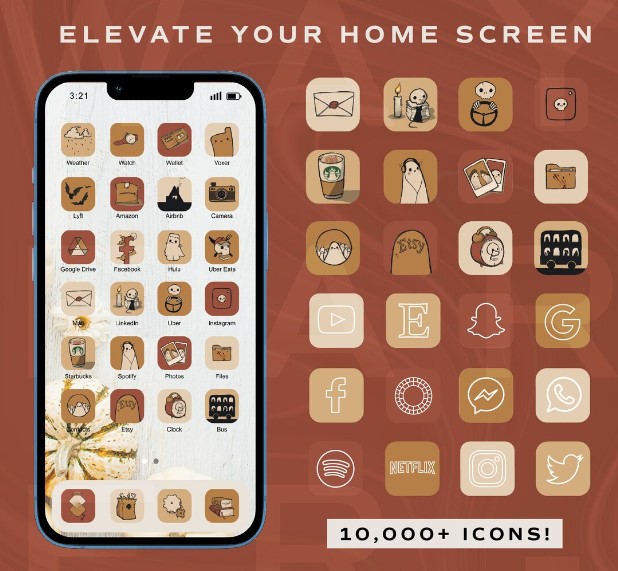 ELEVATE YOUR HOME SCREEN
3:21
Weather Watch Wallet Voxer
Lyft Amazon Airbnb Camera
Google Drive Facebook Hulu Uber Eats
Mail LinkedIn Uber Instagram
Starbucks Spotify Photos Files
Contacts Etsy Clock Bus
Etsy
Etsy
E
G
f
NETFLIX
10,000+ ICONS!